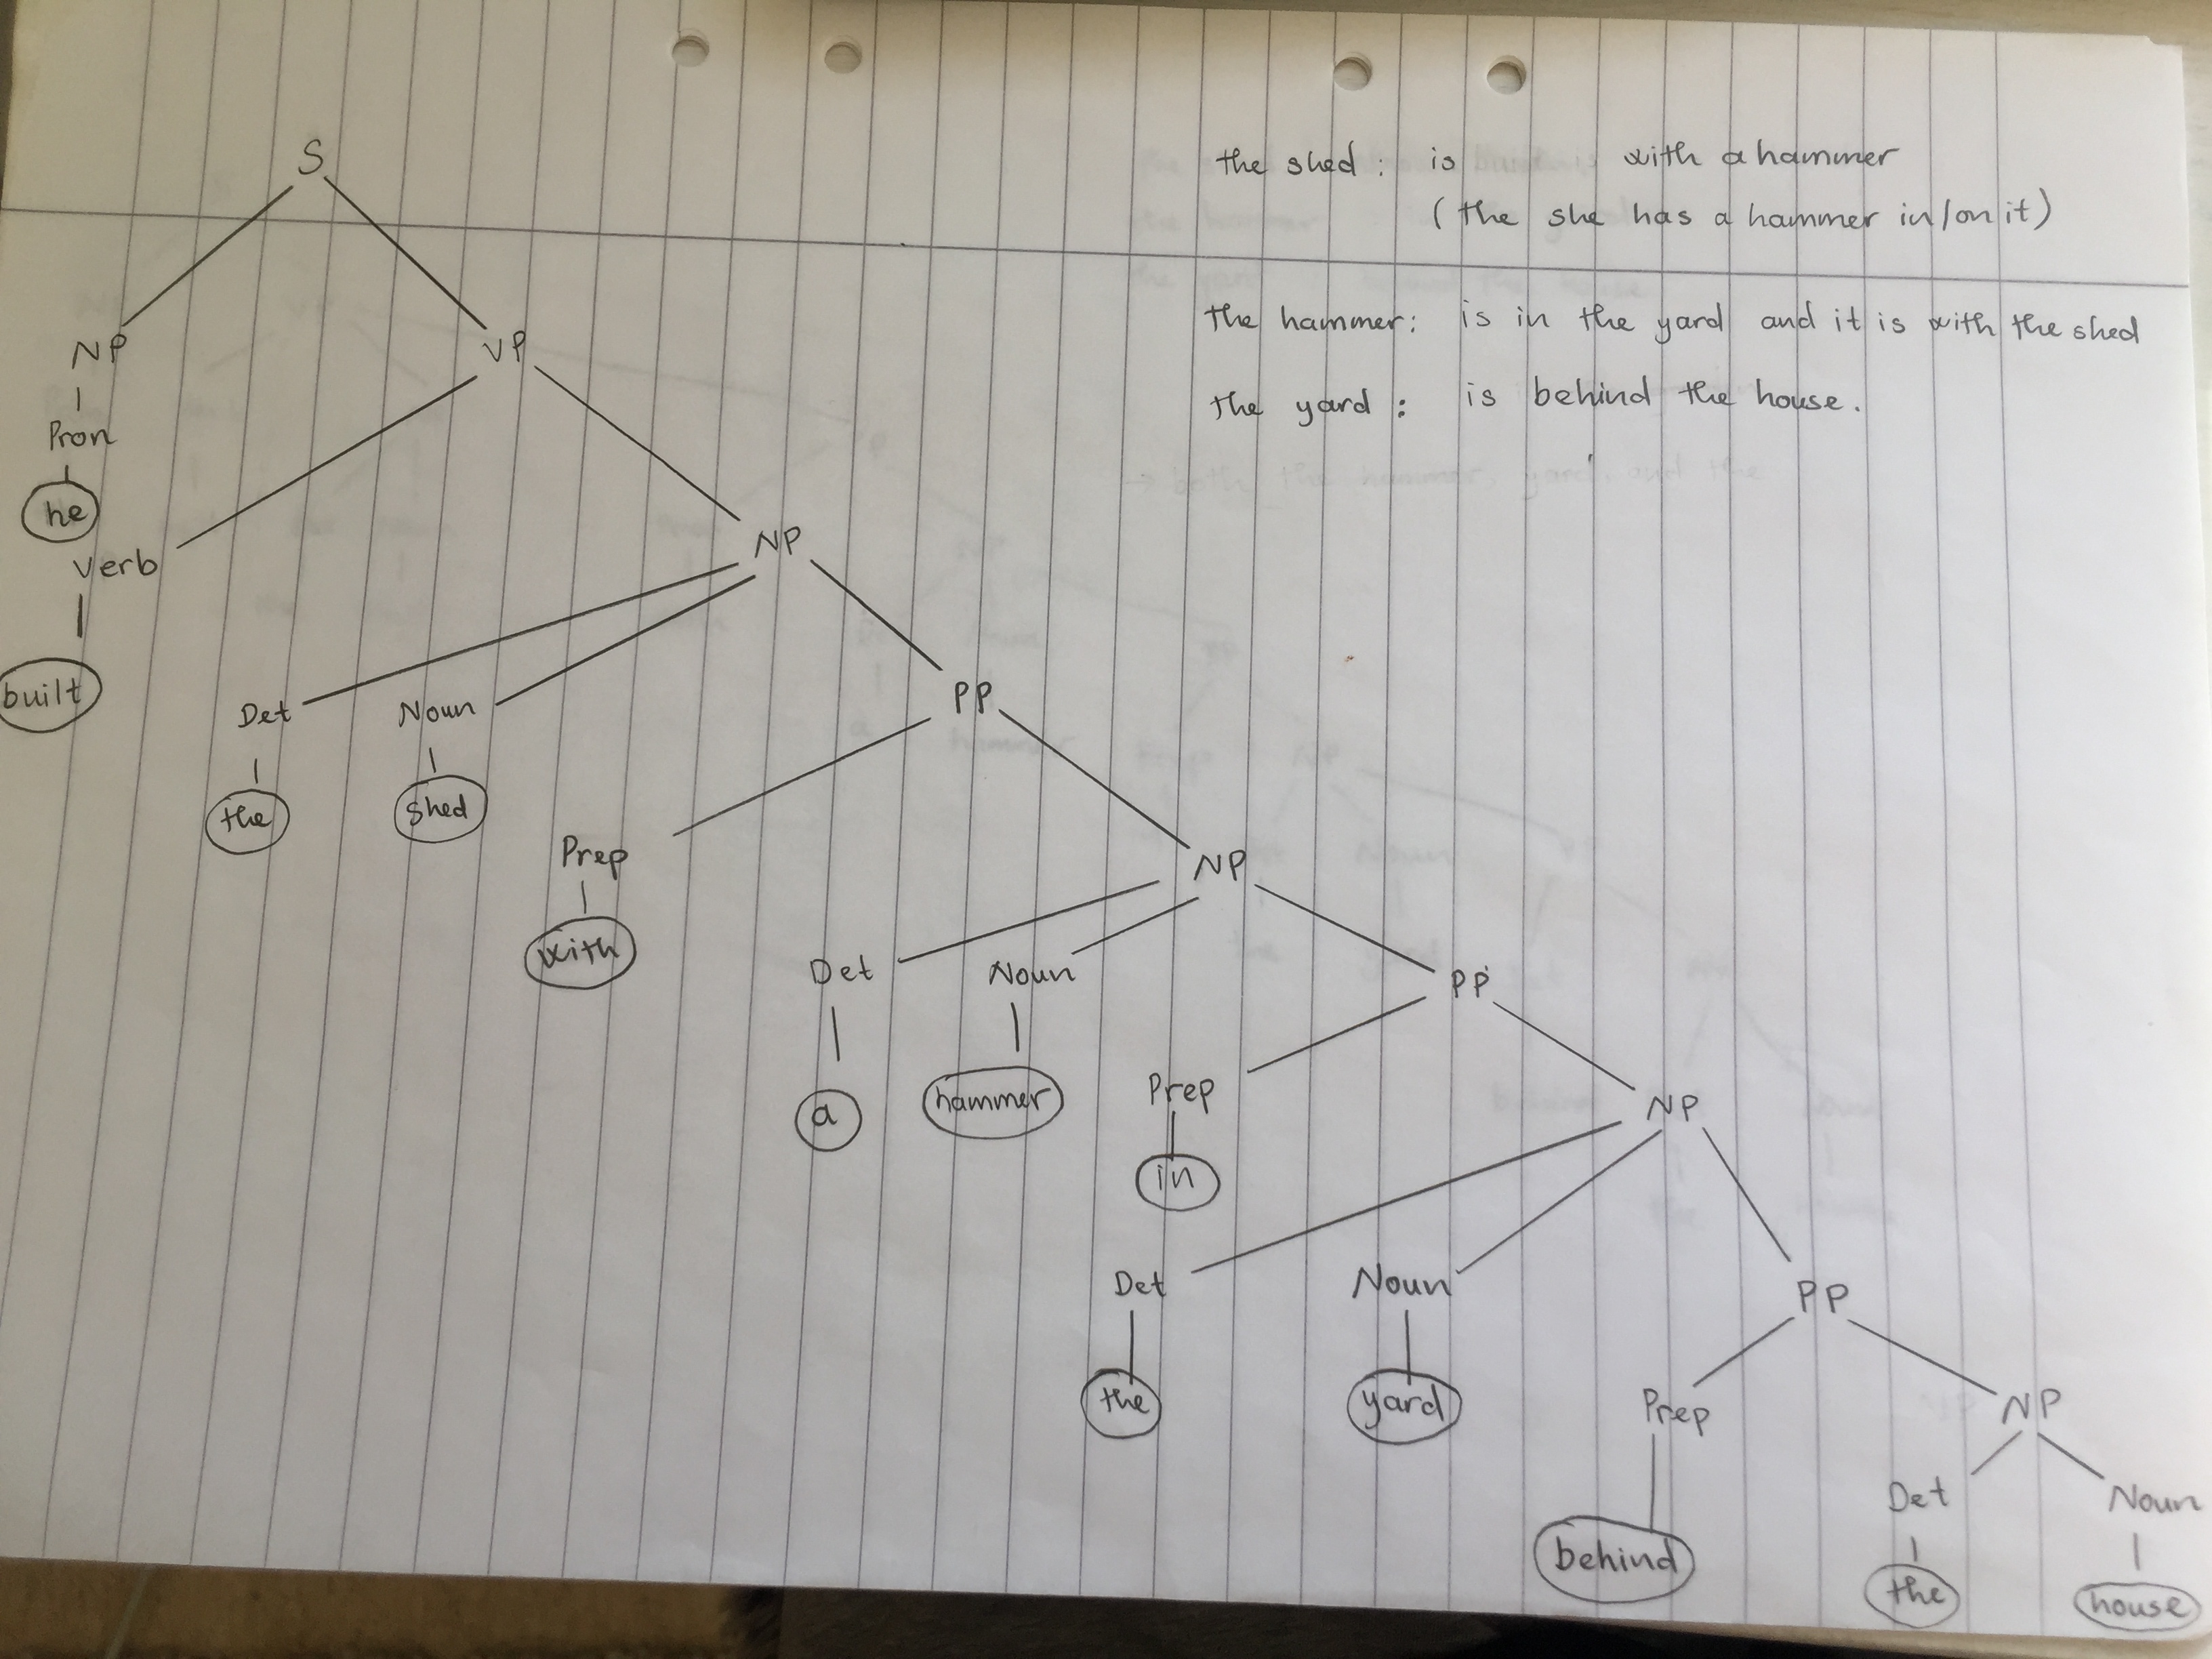 S
the shed: is with a hammer
(the she has a hammer in/on it)
the hammer: is in the yard and it is with the shed
NP VP
the yard: is behind the house.
Pron
he
NP
Verb
built
PP
Det Noun
the shed
Prep NP
with
Det Noun PP
a hammer
Prep NP
in
Det Noun PP
the yard
Prep NP
behind
Det Noun
the house